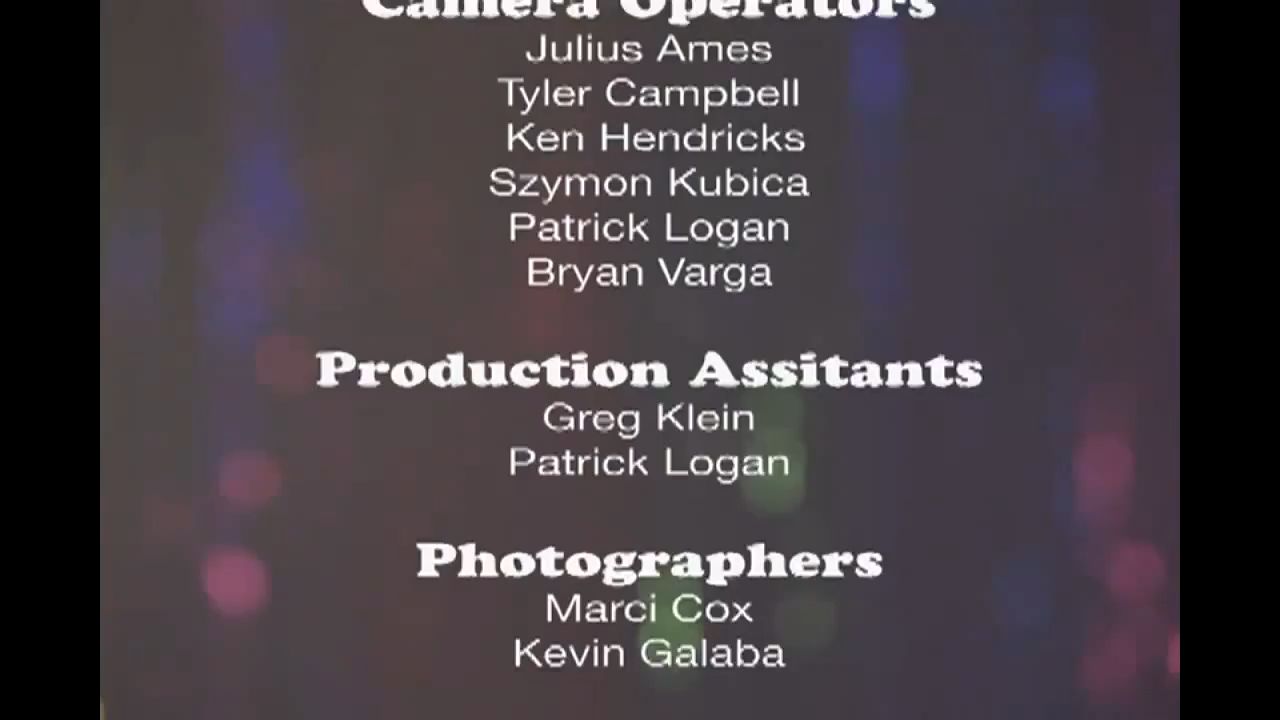 Camera Operators
Julius Ames
Tyler Campbell
Ken Hendricks
Szymon Kubica
Patrick Logan
Bryan Varga
Production Assitants
Greg Klein
Patrick Logan
Photographers
Marci Cox
Kevin Galaba